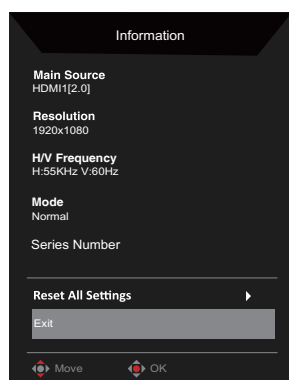 Information
Main Source
HDMI1[2.0]
Resolution
1920x1080
H/V Frequency
H:55KHz V:60Hz
Mode
Normal
Series Number
Reset All Settings
Exit
Move
OK